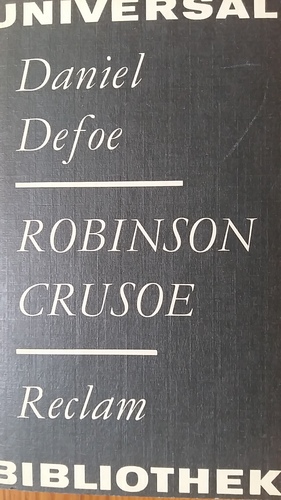 UNIVERSAL
Daniel
Defoe
ROBINSON
CRUSOE
Reclam
BIBLIOTHEK